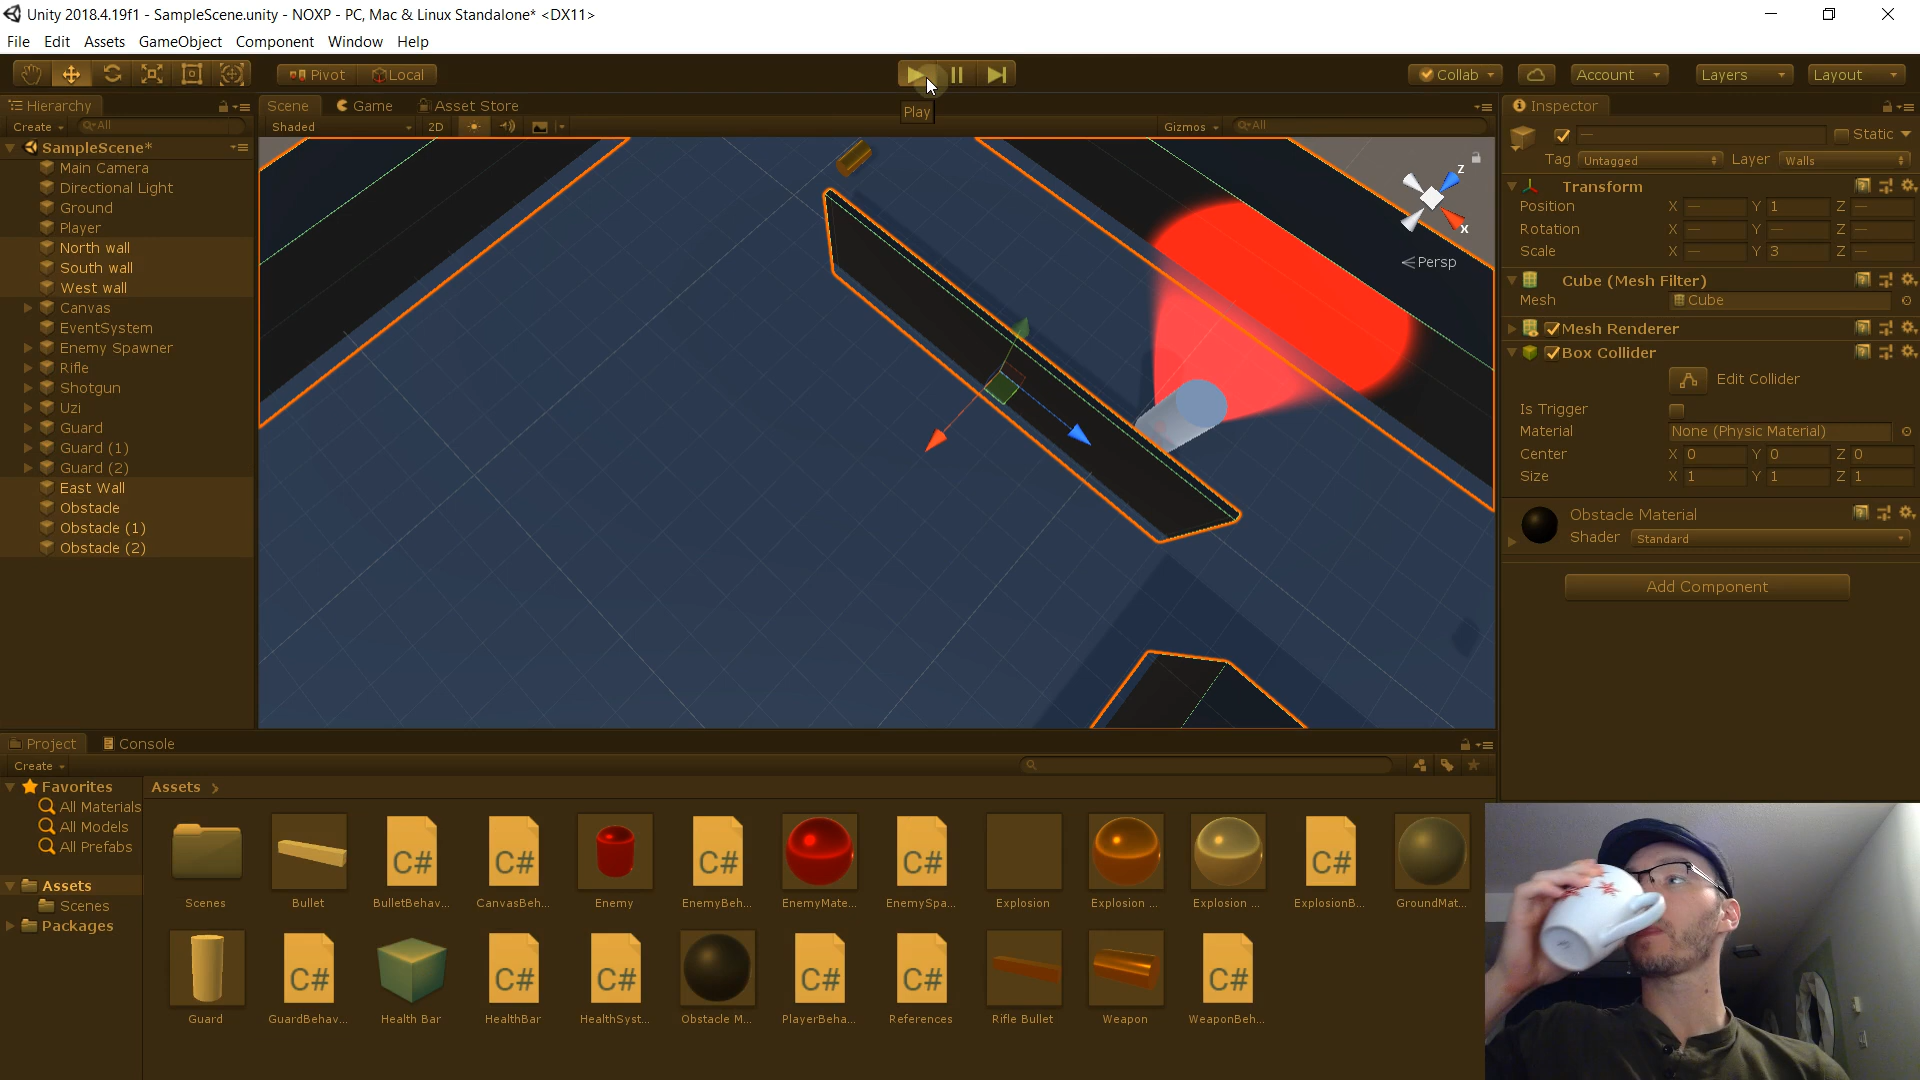 Unity 2018.4.19f1 - SampleScene.unity - NOXP - PC, Mac & Linux Standalone* <DX11>
File Edit Assets GameObject Component Window Help
Pivot Local
Collab Account Layers Layout
Play
Hierarchy
Create All
SampleScene*
Main Camera
Directional Light
Ground
Player
North wall
South wall
West wall
Canvas
EventSystem
Enemy Spawner
Rifle
Shotgun
Uzi
Guard
Guard (1)
Guard (2)
East Wall
Obstacle
Obstacle (1)
Obstacle (2)
Scene Game Asset Store
Shaded 2D Gizmos All
z
x
Persp
Inspector
— Static
Tag Untagged Layer Walls
Transform
Position X — Y 1 Z —
Rotation X — Y — Z —
Scale X — Y 3 Z —
Cube (Mesh Filter)
Mesh Cube
Mesh Renderer
Box Collider
Edit Collider
Is Trigger
Material None (Physic Material)
Center X 0 Y 0 Z 0
Size X 1 Y 1 Z 1
Obstacle Material
Shader Standard
Add Component
Project Console
Create
Favorites
All Materials
All Models
All Prefabs
Assets
Scenes
Packages
Assets
C# C# C# C# C#
Scenes Bullet BulletBehav... CanvasBeh... Enemy EnemyBeh... EnemyMate... EnemySpa... Explosion Explosion ... Explosion ... ExplosionB... GroundMat...
C# C# C# C# C# C#
Guard GuardBehav... Health Bar HealthBar HealthSyst... Obstacle M... PlayerBeha... References Rifle Bullet Weapon WeaponBeh...